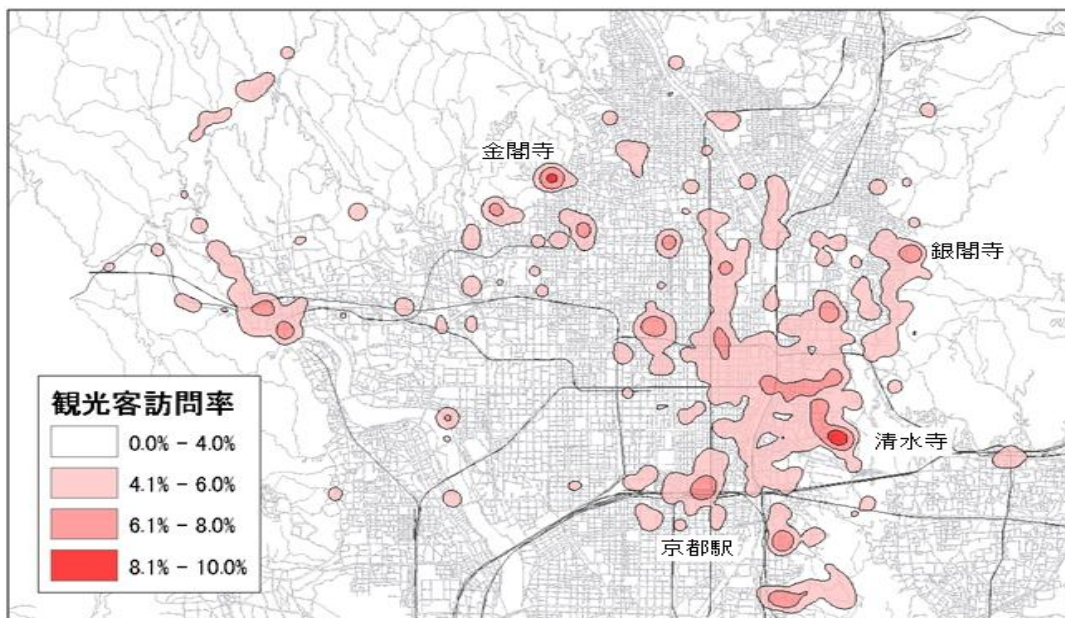 金閣寺
銀閣寺
清水寺
京都駅
観光客訪問率
0.0% - 4.0%
4.1% - 6.0%
6.1% - 8.0%
8.1% - 10.0%